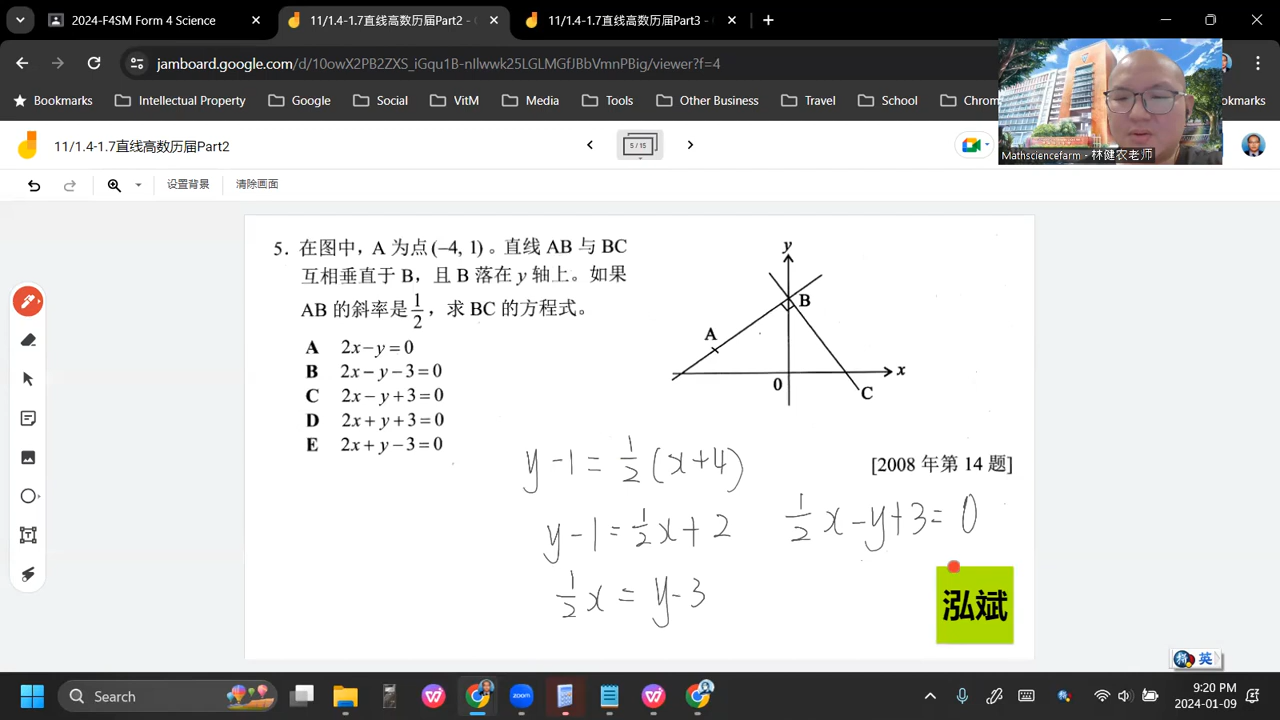 2024-F4SM Form 4 Science
11/1.4-1.7直线高数历届Part2 -
11/1.4-1.7直线高数历届Part3 -
Bookmarks
Intellectual Property
Google
Social
VitM
Media
Tools
Other Business
Travel
School
Chrom
okmarks
Mathsciencefarm - 林健农老师
11/1.4-1.7直线高数历届Part2
5 / 15
设置背景
清除画面
5. 在图中，A 为点 (–4, 1) 。直线 AB 与 BC
互相垂直于 B，且 B 落在 y 轴上。如果
AB 的斜率是 1/2，求 BC 的方程式。
A 2x – y = 0
B 2x – y – 3 = 0
C 2x – y + 3 = 0
D 2x + y + 3 = 0
E 2x + y – 3 = 0
y
B
A
x
0
C
[2008 年第 14 题]
y – 1 = 1/2 (x + 4)
y – 1 = 1/2 x + 2
1/2 x – y + 3 = 0
1/2 x = y – 3
泓斌
英
Search
9:20 PM
2024-01-09